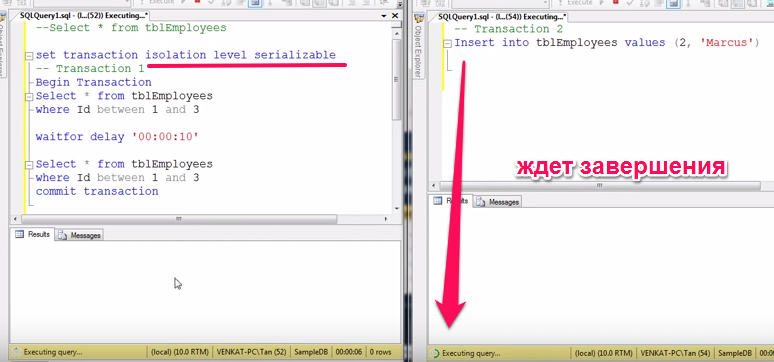 SQLQuery1.sql - (l...(52)) Executing...*
--Select * from tblEmployees
set transaction isolation level serializable
-- Transaction 1
Begin Transaction
Select * from tblEmployees
where Id between 1 and 3
waitfor delay '00:00:10'
Select * from tblEmployees
where Id between 1 and 3
commit transaction
Results Messages
Executing query... (local) (10.0 RTM) VENKAT-PC\Tan (52) SampleDB 00:00:06 0 rows
Execute
Object Explorer
SQLQuery1.sql - (l...(54)) Executing...*
-- Transaction 2
Insert into tblEmployees values (2, 'Marcus')
ждет завершения
Results Messages
Executing query... (local) (10.0 RTM) VENKAT-PC\Tan (54) SampleDB